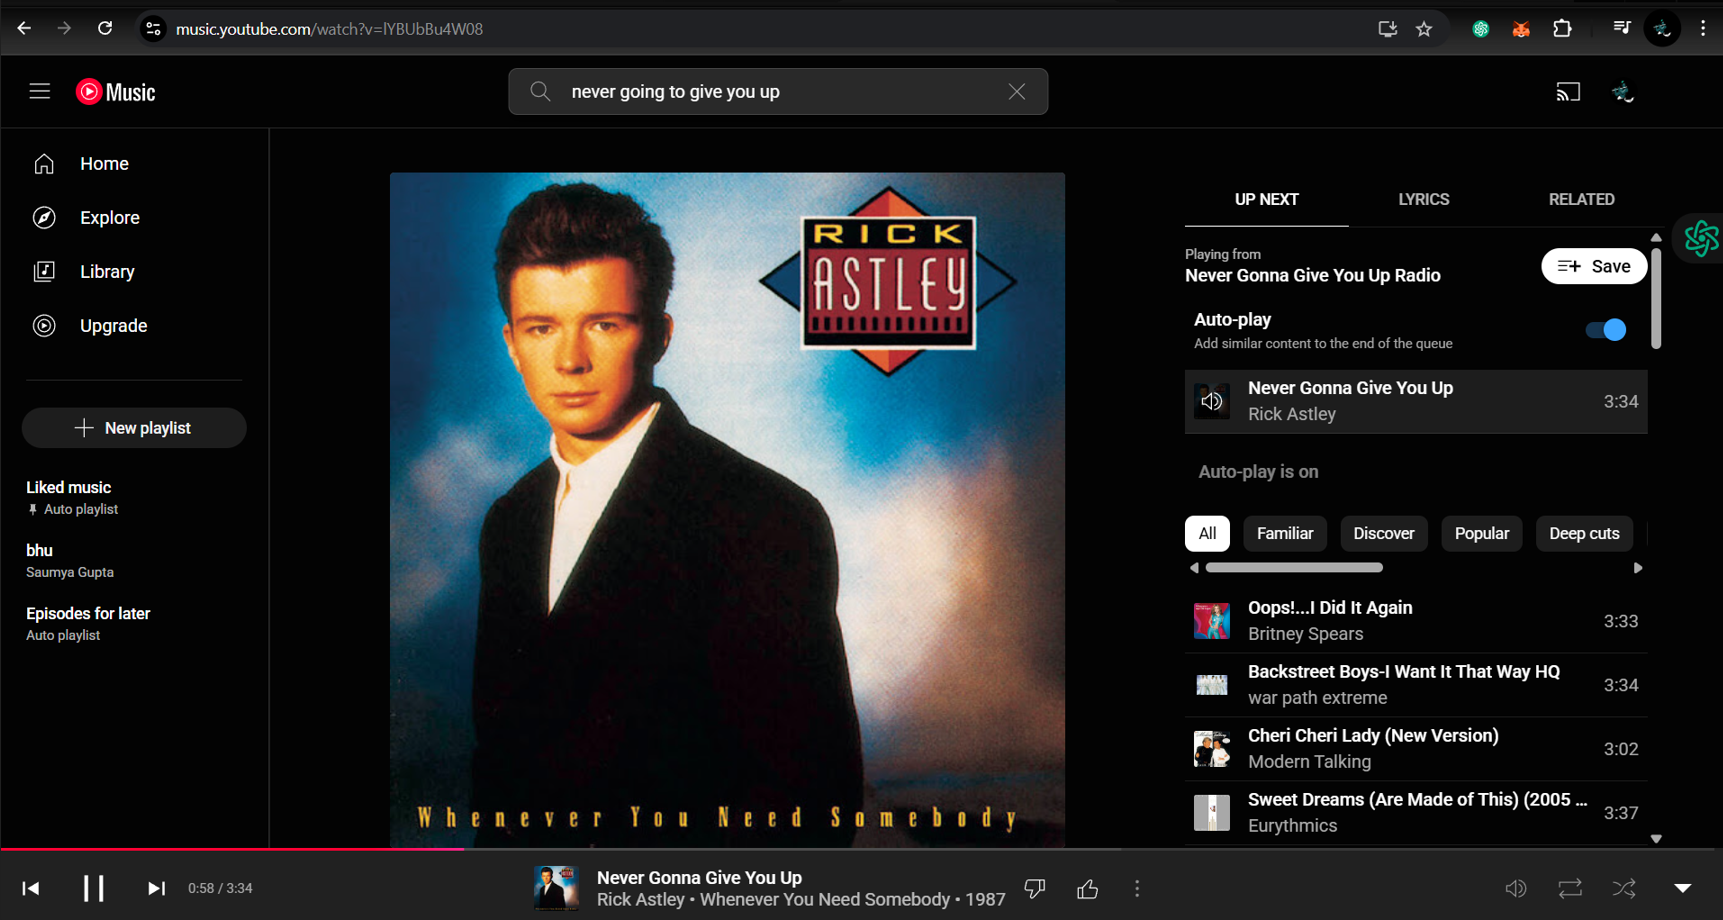 music.youtube.com/watch?v=lYBUbBu4W08
Music
never going to give you up
Home
Explore
Library
Upgrade
New playlist
Liked music
Auto playlist
bhu
Saumya Gupta
Episodes for later
Auto playlist
RICK
ASTLEY
Whenever You Need Somebody
UP NEXT LYRICS RELATED
Playing from
Never Gonna Give You Up Radio
Save
Auto-play
Add similar content to the end of the queue
Never Gonna Give You Up
Rick Astley
3:34
Auto-play is on
All Familiar Discover Popular Deep cuts
Oops!...I Did It Again
Britney Spears
3:33
Backstreet Boys-I Want It That Way HQ
war path extreme
3:34
Cheri Cheri Lady (New Version)
Modern Talking
3:02
Sweet Dreams (Are Made of This) (2005 ...
Eurythmics
3:37
0:58 / 3:34
Never Gonna Give You Up
Rick Astley • Whenever You Need Somebody • 1987